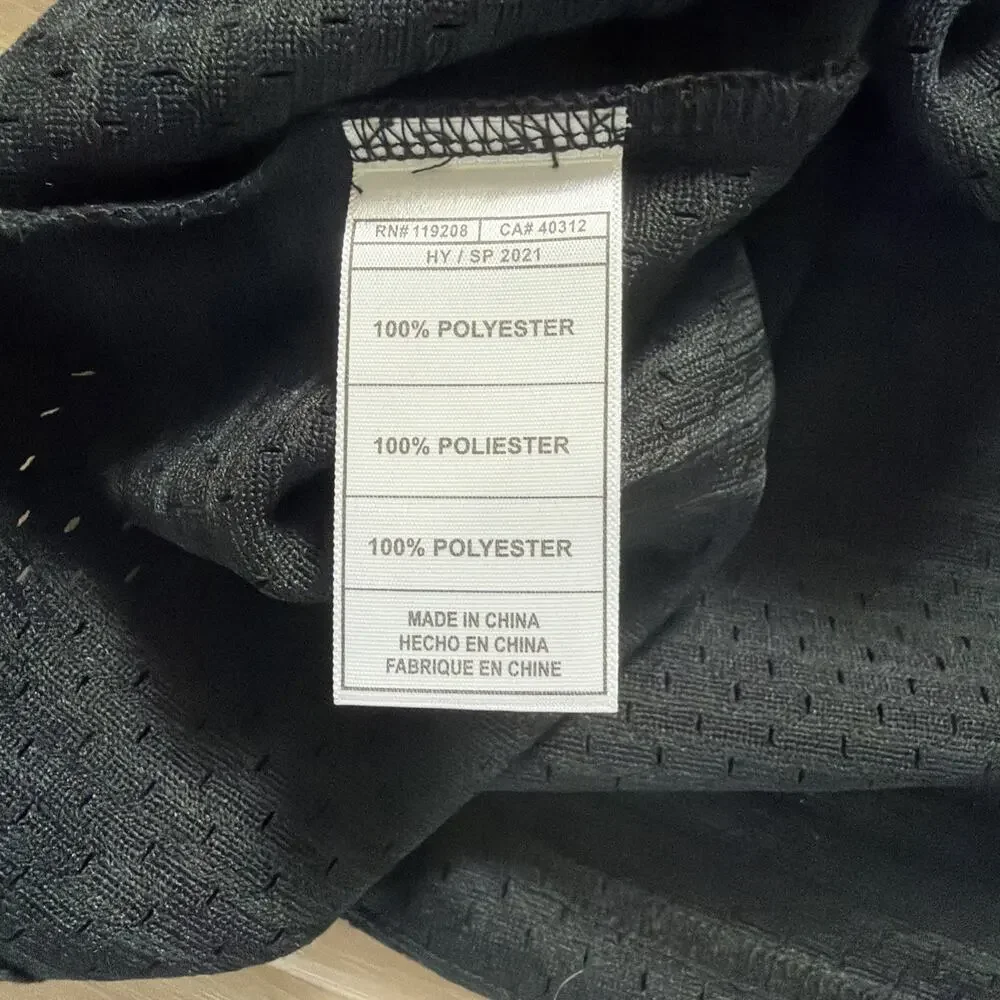 RN# 119208 CA# 40312
HY / SP 2021
100% POLYESTER
100% POLIESTER
100% POLYESTER
MADE IN CHINA
HECHO EN CHINA
FABRIQUE EN CHINE